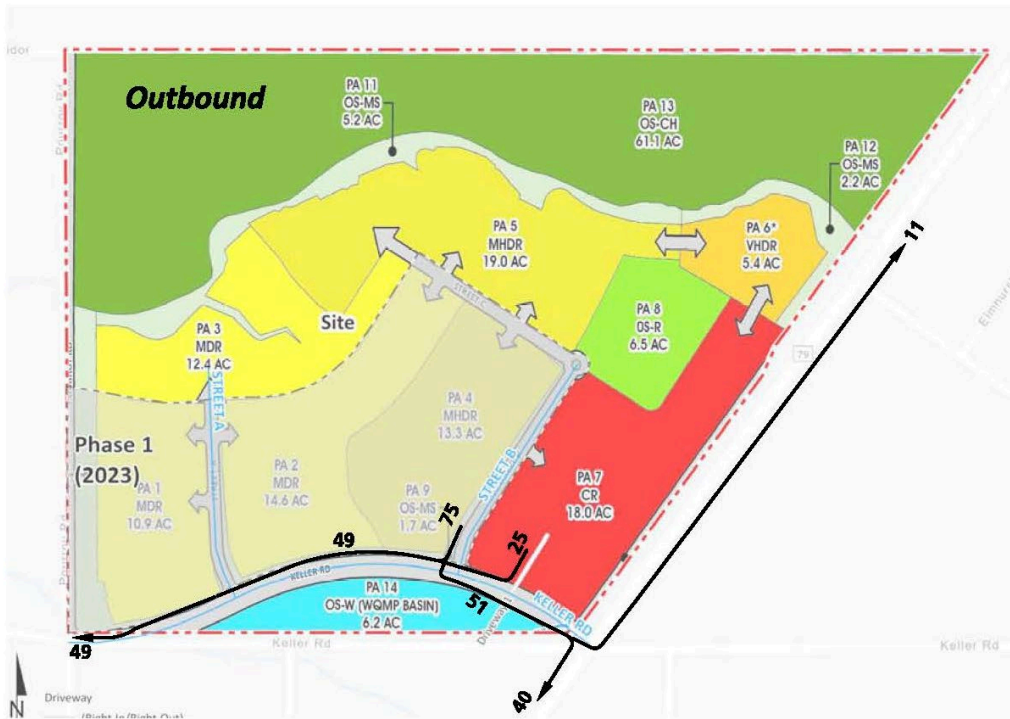 Outbound
PA 11
OS-MS
5.2 AC
PA 13
OS-CH
61.1 AC
PA 12
OS-MS
2.2 AC
11
PA 5
MHDR
19.0 AC
PA 6*
VHDR
5.4 AC
STREET C
Site
PA 8
OS-R
6.5 AC
79
PA 3
MDR
12.4 AC
STREET A
PA 4
MHDR
13.3 AC
Phase 1
(2023)
PA 1
MDR
10.9 AC
PA 2
MDR
14.6 AC
PA 9
OS-MS
1.7 AC
STREET B
PA 7
CR
18.0 AC
75
25
49
KELLER RD
51
PA 14
OS-W (WQMP BASIN)
6.2 AC
Driveway 1
KELLER RD
49
Keller Rd
Keller Rd
40
N
Driveway
(Right In/Right Out)